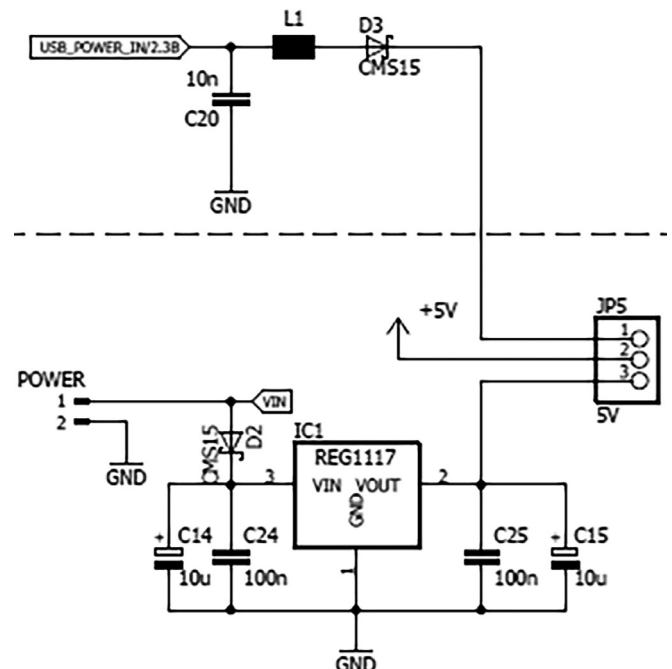 L1
D3
USB_POWER_IN/2.3B
CMS15
10n
C20
GND
+5V
JP5
1
2
3
5V
POWER
1
2
VIN
GND
CMS15
D2
IC1
REG1117
3
VIN VOUT
2
GND
1
C14
10u
C24
100n
C25
100n
C15
10u
+
+
GND